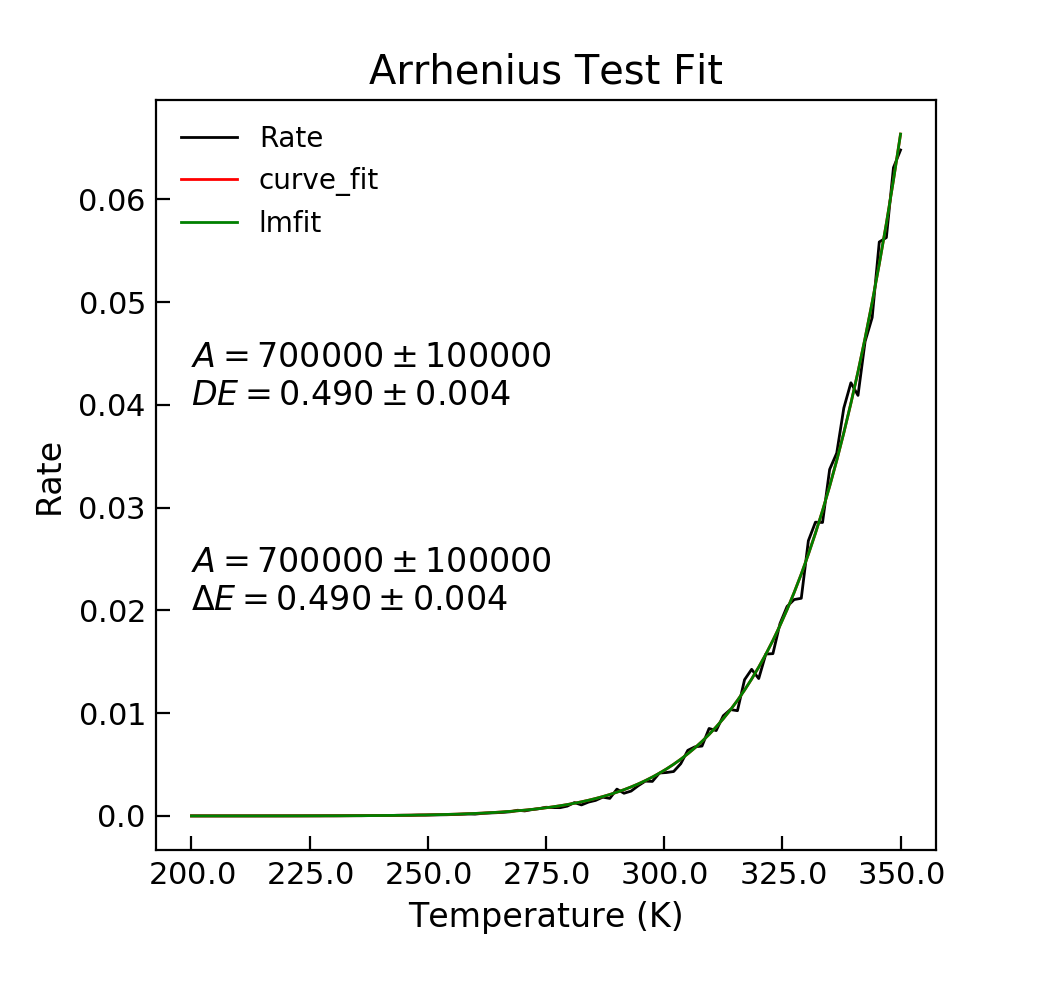 Arrhenius Test Fit
Rate
curve_fit
lmfit
0.06
0.05
A = 700000 ± 100000
DE = 0.490 ± 0.004
0.04
Rate
0.03
A = 700000 ± 100000
ΔE = 0.490 ± 0.004
0.02
0.01
0.0
200.0 225.0 250.0 275.0 300.0 325.0 350.0
Temperature (K)